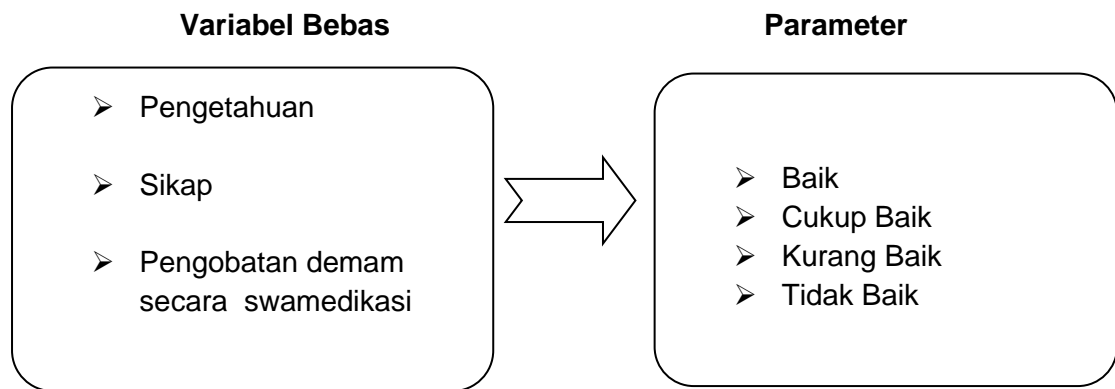 Variabel Bebas
Parameter
➢ Pengetahuan
➢ Sikap
➢ Pengobatan demam
secara swamedikasi
➢ Baik
➢ Cukup Baik
➢ Kurang Baik
➢ Tidak Baik